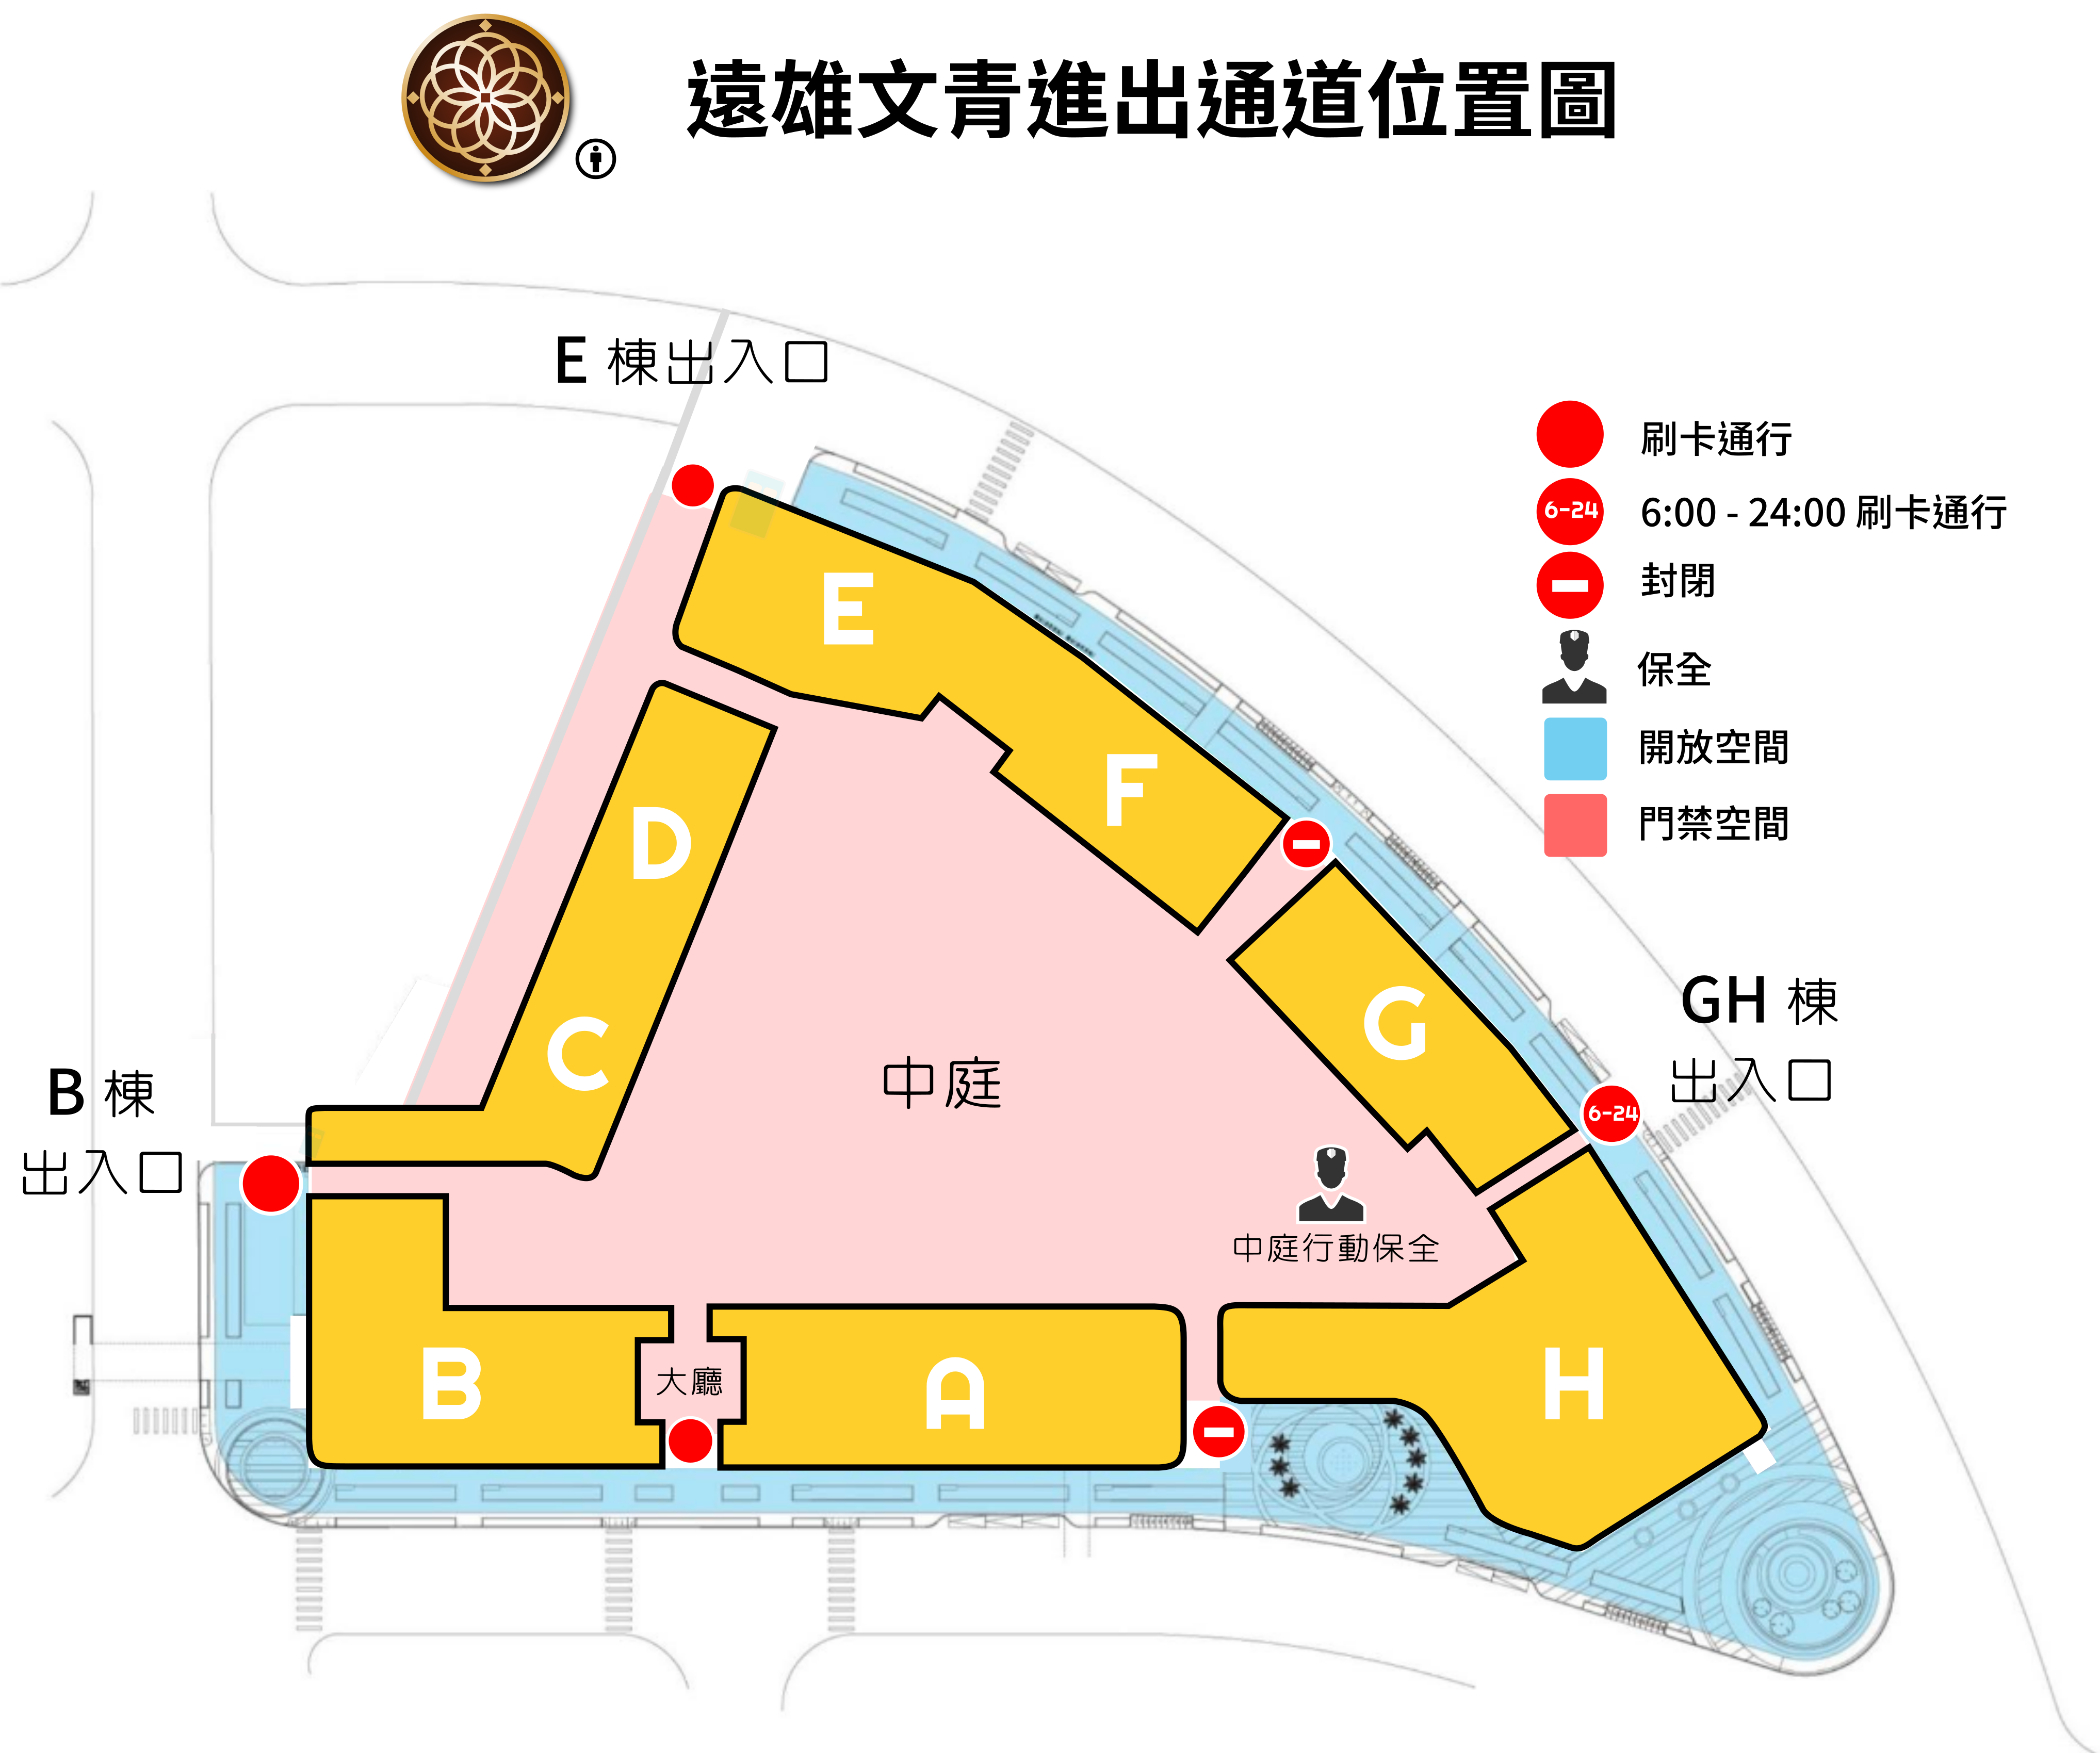 遠雄文青進出通道位置圖
E 棟出入口
刷卡通行
6-24
6:00 - 24:00 刷卡通行
封閉
保全
開放空間
門禁空間
E
F
D
C
G
GH 棟
出入口
6-24
中庭
B 棟
出入口
中庭行動保全
B
大廳
A
H